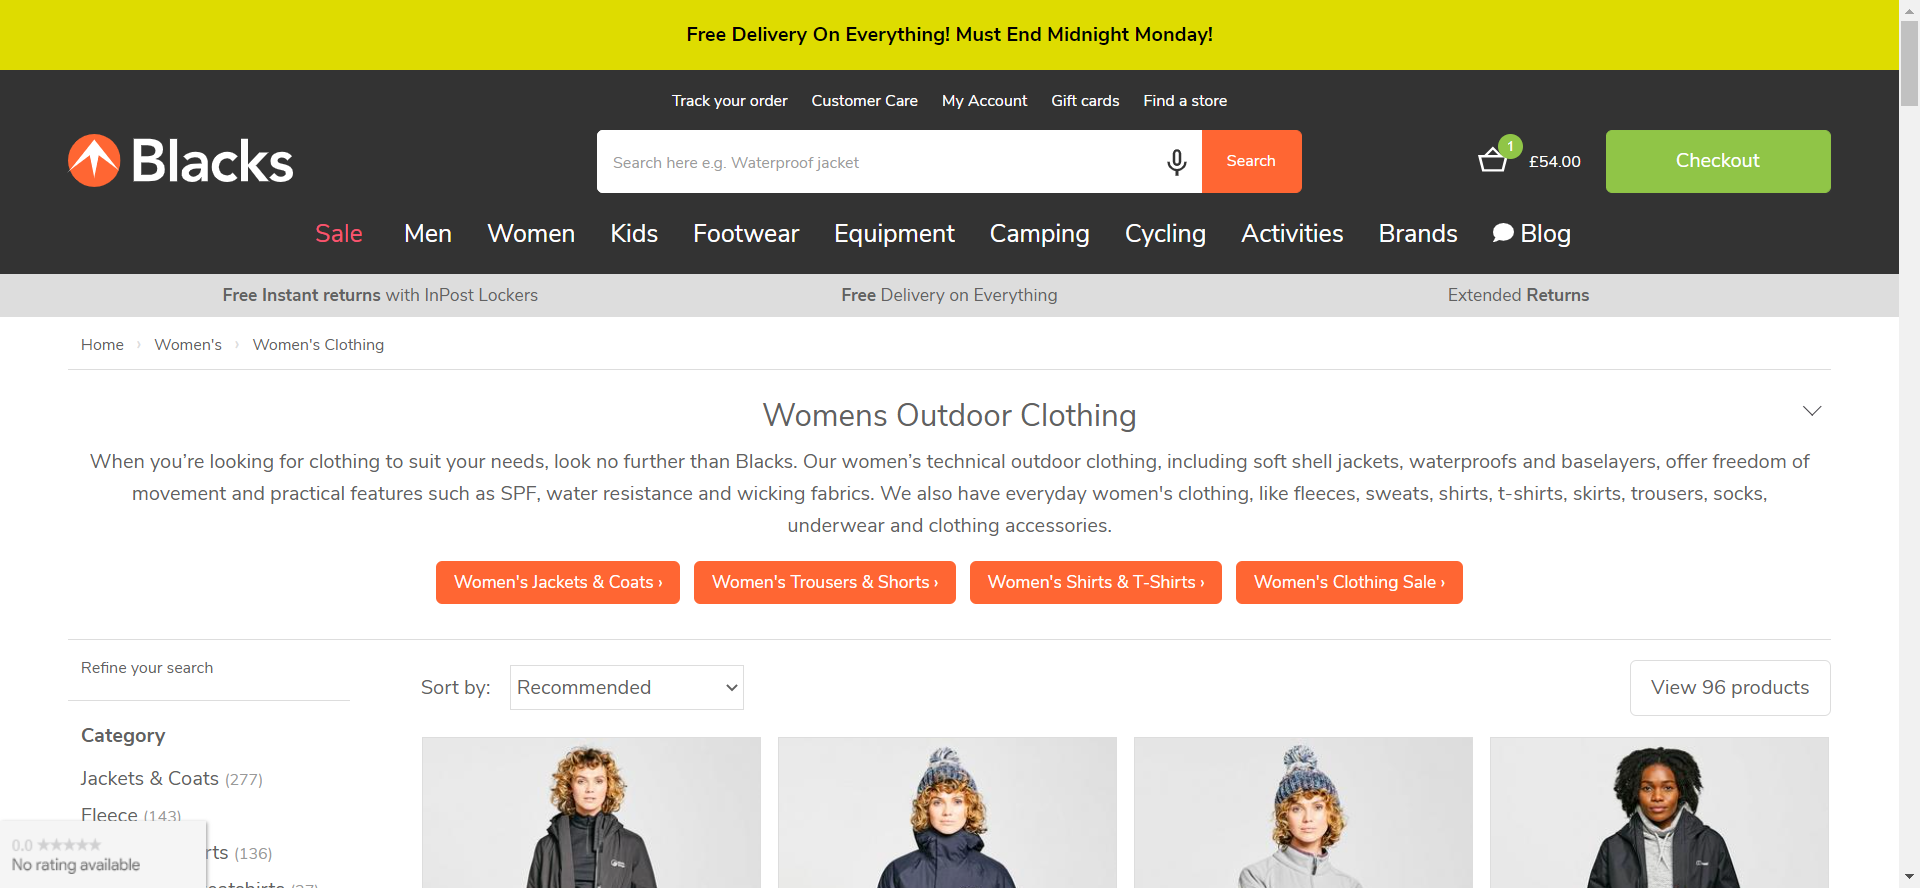 Free Delivery On Everything! Must End Midnight Monday!
Track your order Customer Care My Account Gift cards Find a store
Blacks
Search here e.g. Waterproof jacket
Search
1
£54.00
Checkout
Sale Men Women Kids Footwear Equipment Camping Cycling Activities Brands Blog
Free Instant returns with InPost Lockers
Free Delivery on Everything
Extended Returns
Home › Women's › Women's Clothing
Womens Outdoor Clothing
When you’re looking for clothing to suit your needs, look no further than Blacks. Our women’s technical outdoor clothing, including soft shell jackets, waterproofs and baselayers, offer freedom of
movement and practical features such as SPF, water resistance and wicking fabrics. We also have everyday women's clothing, like fleeces, sweats, shirts, t-shirts, skirts, trousers, socks,
underwear and clothing accessories.
Women's Jackets & Coats ›
Women's Trousers & Shorts ›
Women's Shirts & T-Shirts ›
Women's Clothing Sale ›
Refine your search
Sort by: Recommended
View 96 products
Category
Jackets & Coats (277)
Fleece (143)
rts (136)
0.0 ★★★★★
No rating available